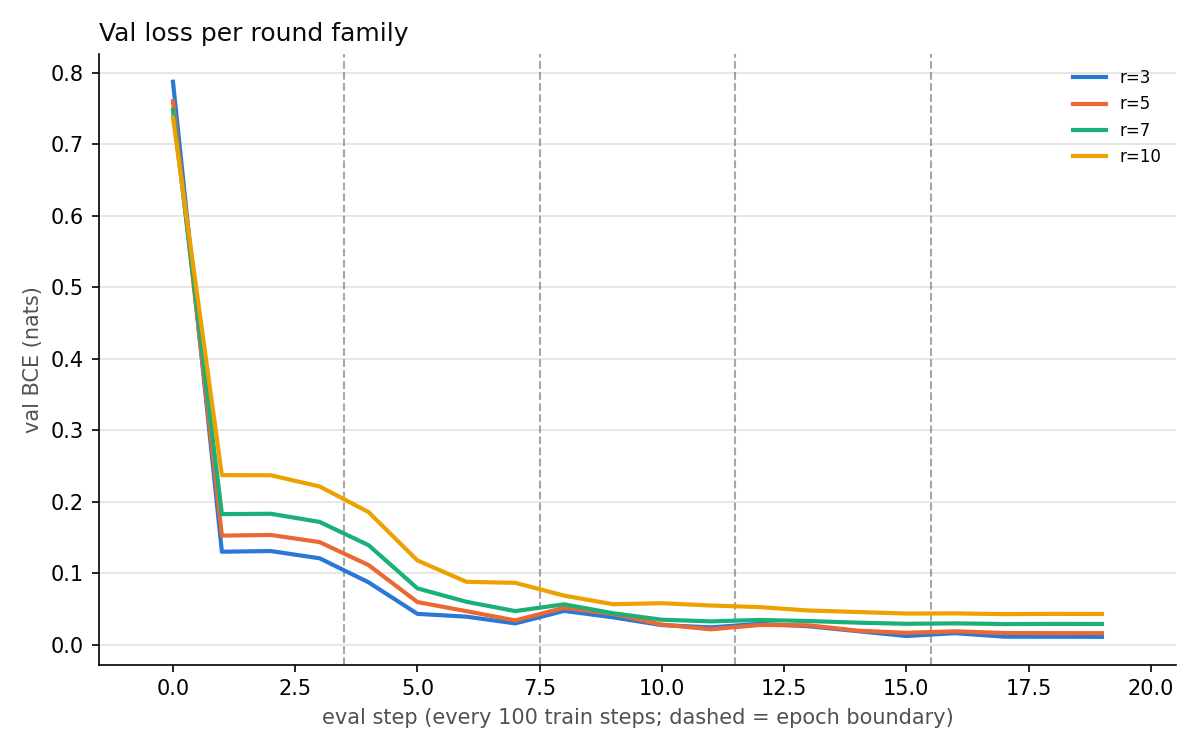 Val loss per round family
r=3
r=5
r=7
r=10
val BCE (nats)
0.8
0.7
0.6
0.5
0.4
0.3
0.2
0.1
0.0
0.0 2.5 5.0 7.5 10.0 12.5 15.0 17.5 20.0
eval step (every 100 train steps; dashed = epoch boundary)